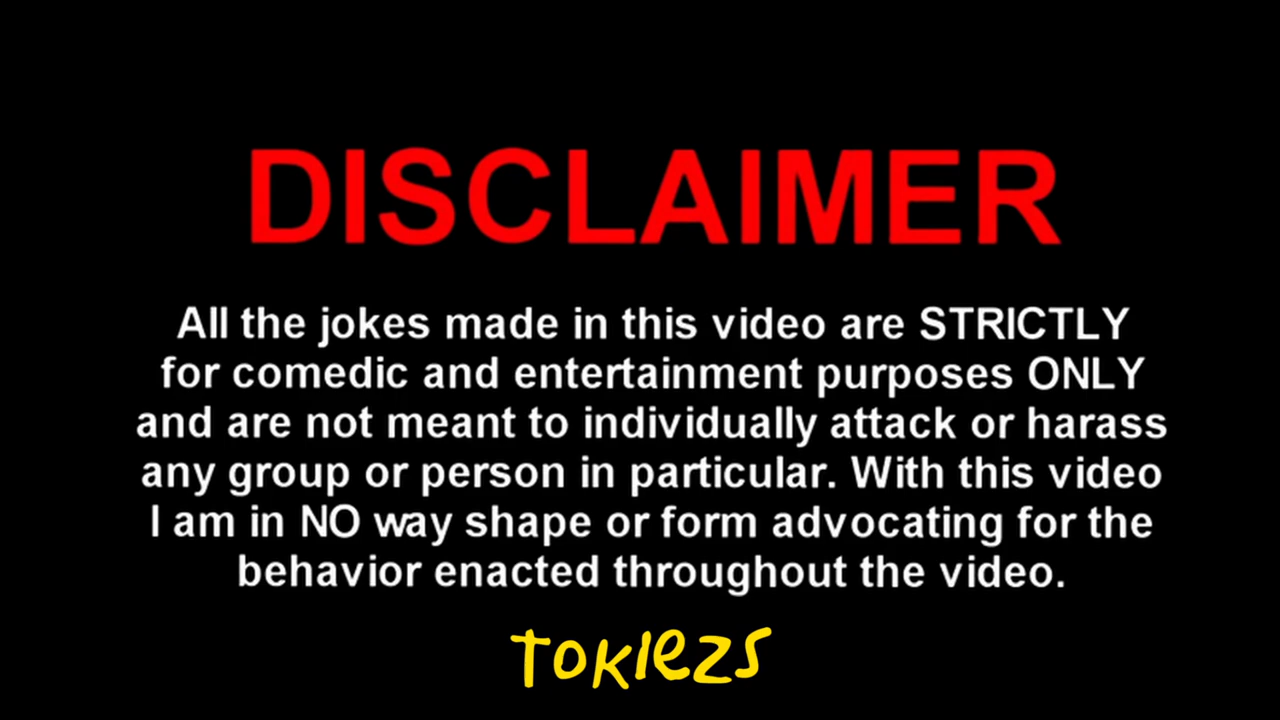 DISCLAIMER
All the jokes made in this video are STRICTLY
for comedic and entertainment purposes ONLY
and are not meant to individually attack or harass
any group or person in particular. With this video
I am in NO way shape or form advocating for the
behavior enacted throughout the video.
TOKIEZS